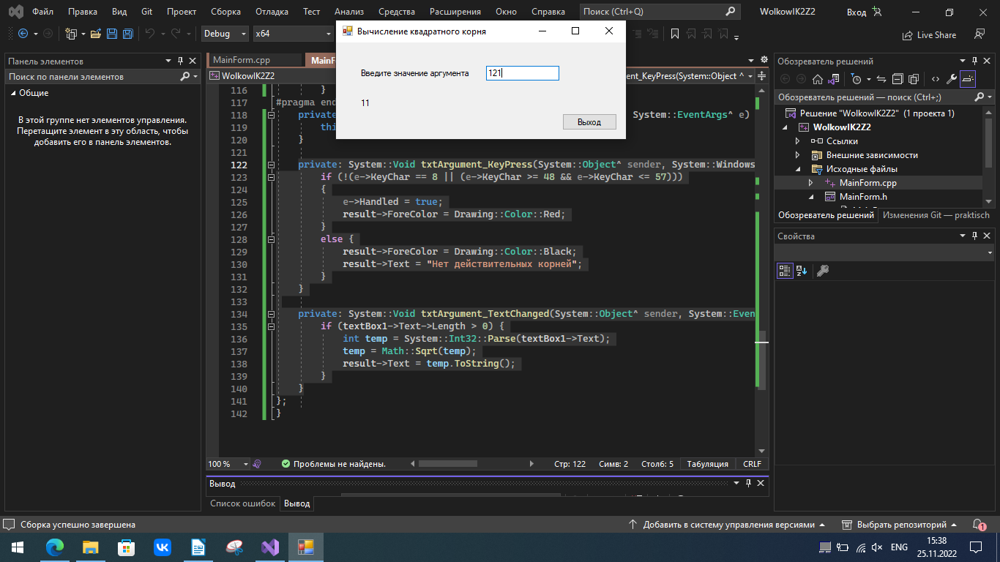 Файл Правка Вид Git Проект Сборка Отладка Тест Анализ Средства Расширения Окно Справка Поиск (Ctrl+Q) WolkowIK2Z2 Вход
Debug x64 Live Share
Вычисление квадратного корня
Введите значение аргумента 121
11
Выход
Панель элементов
Поиск по панели элементов
Общие
В этой группе нет элементов управления.
Перетащите элемент в эту область, чтобы
добавить его в панель элементов.
MainForm.cpp MainF
WolkowIK2Z2 ent_KeyPress(System::Object ^
116 }
117 #pragma end
118 private System::EventArgs^ e)
119 thi
120 }
121
122 private: System::Void txtArgument_KeyPress(System::Object^ sender, System::Windows
123 if (!(e->KeyChar == 8 || (e->KeyChar >= 48 && e->KeyChar <= 57)))
124 {
125 e->Handled = true;
126 result->ForeColor = Drawing::Color::Red;
127 }
128 else {
129 result->ForeColor = Drawing::Color::Black;
130 result->Text = "Нет действительных корней";
131 }
132 }
133
134 private: System::Void txtArgument_TextChanged(System::Object^ sender, System::Even
135 if (textBox1->Text->Length > 0) {
136 int temp = System::Int32::Parse(textBox1->Text);
137 temp = Math::Sqrt(temp);
138 result->Text = temp.ToString();
139 }
140 }
141 };
142 }
100 % Проблемы не найдены. Стр: 122 Симв: 2 Столб: 5 Табуляция CRLF
Вывод
Список ошибок Вывод
Обозреватель решений
Обозреватель решений — поиск (Ctrl+;)
Решение "WolkowIK2Z2" (1 проекта 1)
WolkowIK2Z2
Ссылки
Внешние зависимости
Исходные файлы
MainForm.cpp
MainForm.h
Обозреватель решений Изменения Git — praktisch
Свойства
Сборка успешно завершена Добавить в систему управления версиями Выбрать репозиторий 1
ENG 15:38
25.11.2022